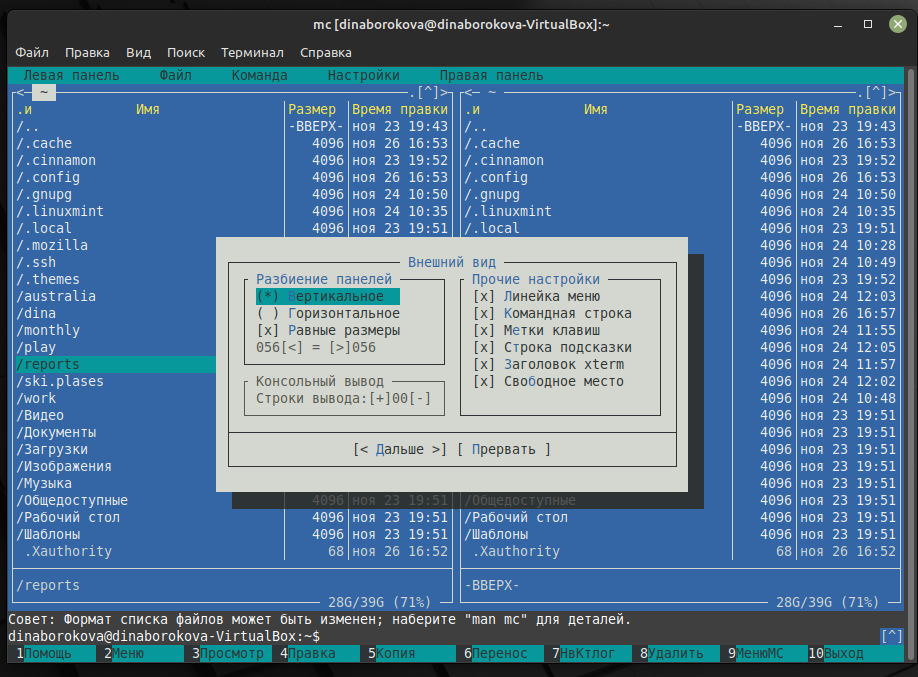 mc [dinaborokova@dinaborokova-VirtualBox]:~
Файл Правка Вид Поиск Терминал Справка
Левая панель Файл Команда Настройки Правая панель
<─ ~ .[^]> <─ ~ .[^]>
.и Имя Размер Время правки .и Имя Размер Время правки
/.. -ВВЕРХ- ноя 23 19:43 /.. -ВВЕРХ- ноя 23 19:43
/.cache 4096 ноя 26 16:53 /.cache 4096 ноя 26 16:53
/.cinnamon 4096 ноя 23 19:52 /.cinnamon 4096 ноя 23 19:52
/.config 4096 ноя 26 16:53 /.config 4096 ноя 26 16:53
/.gnupg 4096 ноя 24 10:50 /.gnupg 4096 ноя 24 10:50
/.linuxmint 4096 ноя 24 10:35 /.linuxmint 4096 ноя 24 10:35
/.local 4096 ноя 23 19:51 /.local 4096 ноя 23 19:51
/.mozilla 4096 ноя 24 10:28
/.ssh Внешний вид 4096 ноя 24 10:49
/.themes Разбиение панелей Прочие настройки 4096 ноя 23 19:52
/australia (*) Вертикальное [x] Линейка меню 4096 ноя 24 12:03
/dina ( ) Горизонтальное [x] Командная строка 4096 ноя 26 16:57
/monthly [x] Равные размеры [x] Метки клавиш 4096 ноя 24 11:55
/play 056[<] = [>]056 [x] Строка подсказки 4096 ноя 24 12:05
/reports [x] Заголовок xterm 4096 ноя 24 11:57
/ski.plases Консольный вывод [x] Свободное место 4096 ноя 24 12:02
/work Строки вывода:[+]00[-] 4096 ноя 24 10:48
/Видео 4096 ноя 23 19:51
/Документы 4096 ноя 23 19:51
/Загрузки [< Дальше >] [ Прервать ] 4096 ноя 23 19:51
/Изображения 4096 ноя 23 19:51
/Музыка 4096 ноя 23 19:51
/Общедоступные 4096 ноя 23 19:51 /Общедоступные 4096 ноя 23 19:51
/Рабочий стол 4096 ноя 23 19:51 /Рабочий стол 4096 ноя 23 19:51
/Шаблоны 4096 ноя 23 19:51 /Шаблоны 4096 ноя 23 19:51
.Xauthority 68 ноя 26 16:52 .Xauthority 68 ноя 26 16:52
/reports -ВВЕРХ-
28G/39G (71%) 28G/39G (71%)
Совет: Формат списка файлов может быть изменен; наберите "man mc" для деталей.
dinaborokova@dinaborokova-VirtualBox:~$ [^]
1Помощь 2Меню 3Просмотр 4Правка 5Копия 6Перенос 7НвКтлог 8Удалить 9МенюMC 10Выход